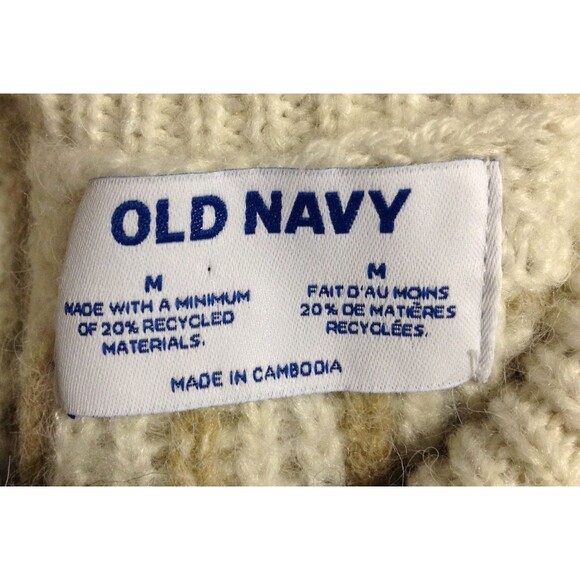 OLD NAVY
M
MADE WITH A MINIMUM
OF 20% RECYCLED
MATERIALS.
M
FAIT D'AU MOINS
20% DE MATIÈRES
RECYCLÉES.
MADE IN CAMBODIA